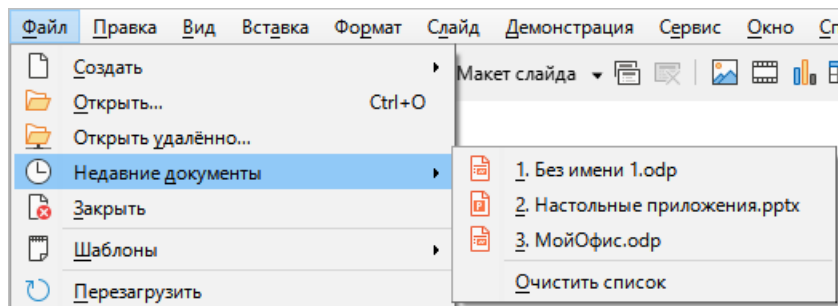 Файл Правка Вид Вставка Формат Слайд Демонстрация Сервис Окно
Создать
Макет слайда
Открыть... Ctrl+O
Открыть удалённо...
Недавние документы
1. Без имени 1.odp
Закрыть
2. Настольные приложения.pptx
3. МойОфис.odp
Шаблоны
Очистить список
Перезагрузить